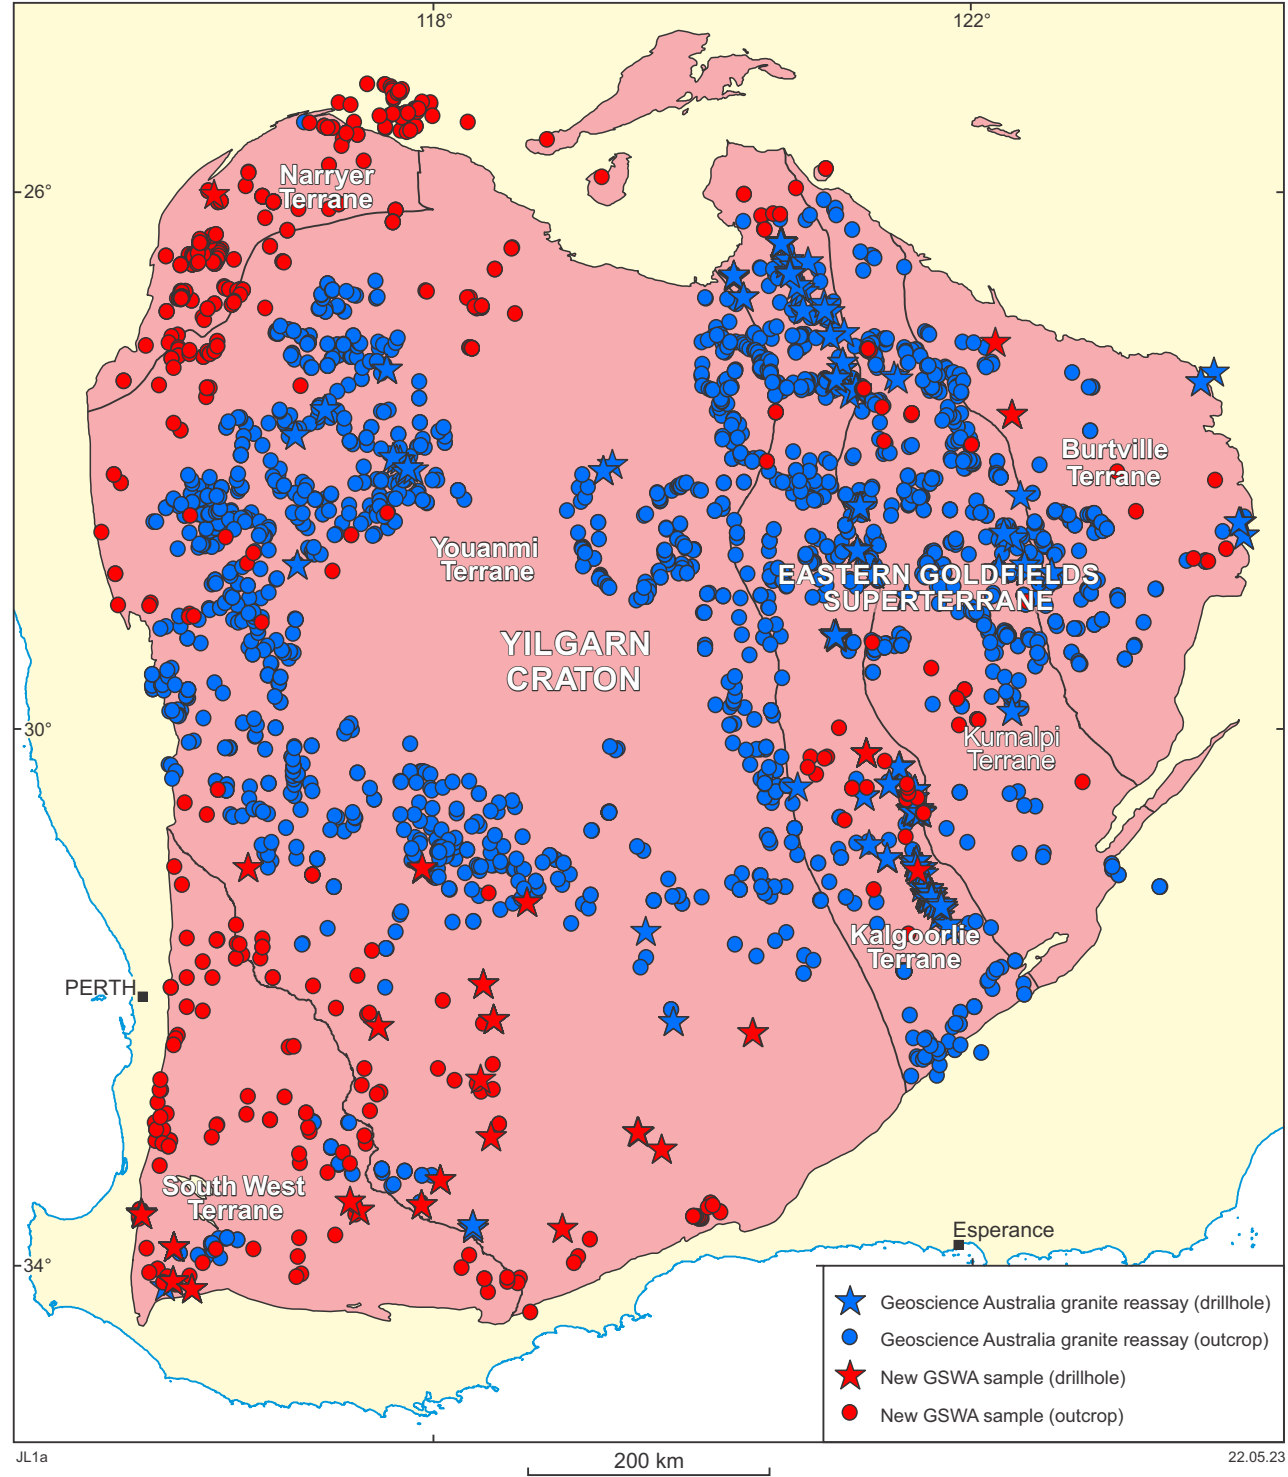 118°
122°
26°
Narryer
Terrane
Burtville
Terrane
Youanmi
Terrane
EASTERN GOLDFIELDS
SUPERTERRANE
YILGARN
CRATON
30°
Kurnalpi
Terrane
Kalgoorlie
Terrane
PERTH
South West
Terrane
Esperance
34°
Geoscience Australia granite reassay (drillhole)
Geoscience Australia granite reassay (outcrop)
New GSWA sample (drillhole)
New GSWA sample (outcrop)
JL1a
200 km
22.05.23